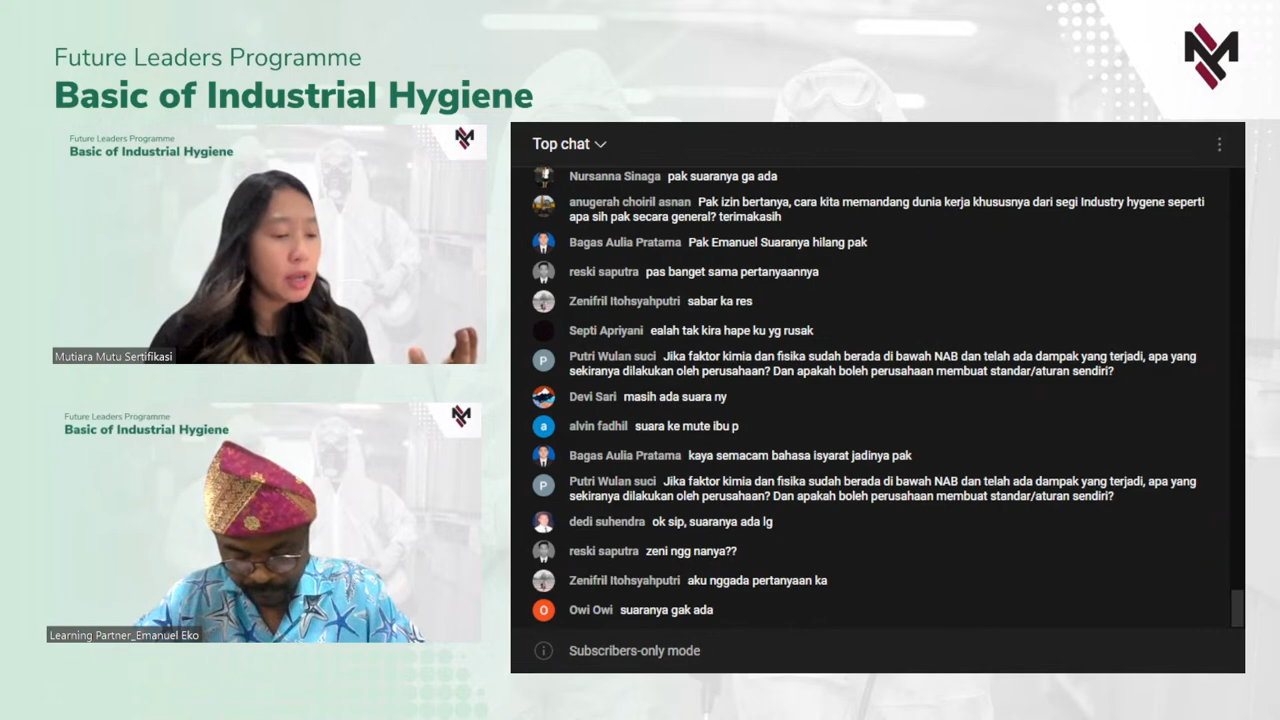 Future Leaders Programme
Basic of Industrial Hygiene
Future Leaders Programme
Basic of Industrial Hygiene
Mutiara Mutu Sertifikasi
Future Leaders Programme
Basic of Industrial Hygiene
Learning Partner_Emanuel Eko
Top chat
Nursanna Sinaga pak suaranya ga ada
anugerah choiril asnan Pak izin bertanya, cara kita memandang dunia kerja khususnya dari segi Industry hygene seperti
apa sih pak secara general? terimakasih
Bagas Aulia Pratama Pak Emanuel Suaranya hilang pak
reski saputra pas banget sama pertanyaannya
Zenifril Itohsyahputri sabar ka res
Septi Apriyani ealah tak kira hape ku yg rusak
P
Putri Wulan suci Jika faktor kimia dan fisika sudah berada di bawah NAB dan telah ada dampak yang terjadi, apa yang
sekiranya dilakukan oleh perusahaan? Dan apakah boleh perusahaan membuat standar/aturan sendiri?
Devi Sari masih ada suara ny
a alvin fadhil suara ke mute ibu p
Bagas Aulia Pratama kaya semacam bahasa isyarat jadinya pak
P
Putri Wulan suci Jika faktor kimia dan fisika sudah berada di bawah NAB dan telah ada dampak yang terjadi, apa yang
sekiranya dilakukan oleh perusahaan? Dan apakah boleh perusahaan membuat standar/aturan sendiri?
dedi suhendra ok sip, suaranya ada lg
reski saputra zeni ngg nanya??
Zenifril Itohsyahputri aku nggada pertanyaan ka
O Owi Owi suaranya gak ada
Subscribers-only mode